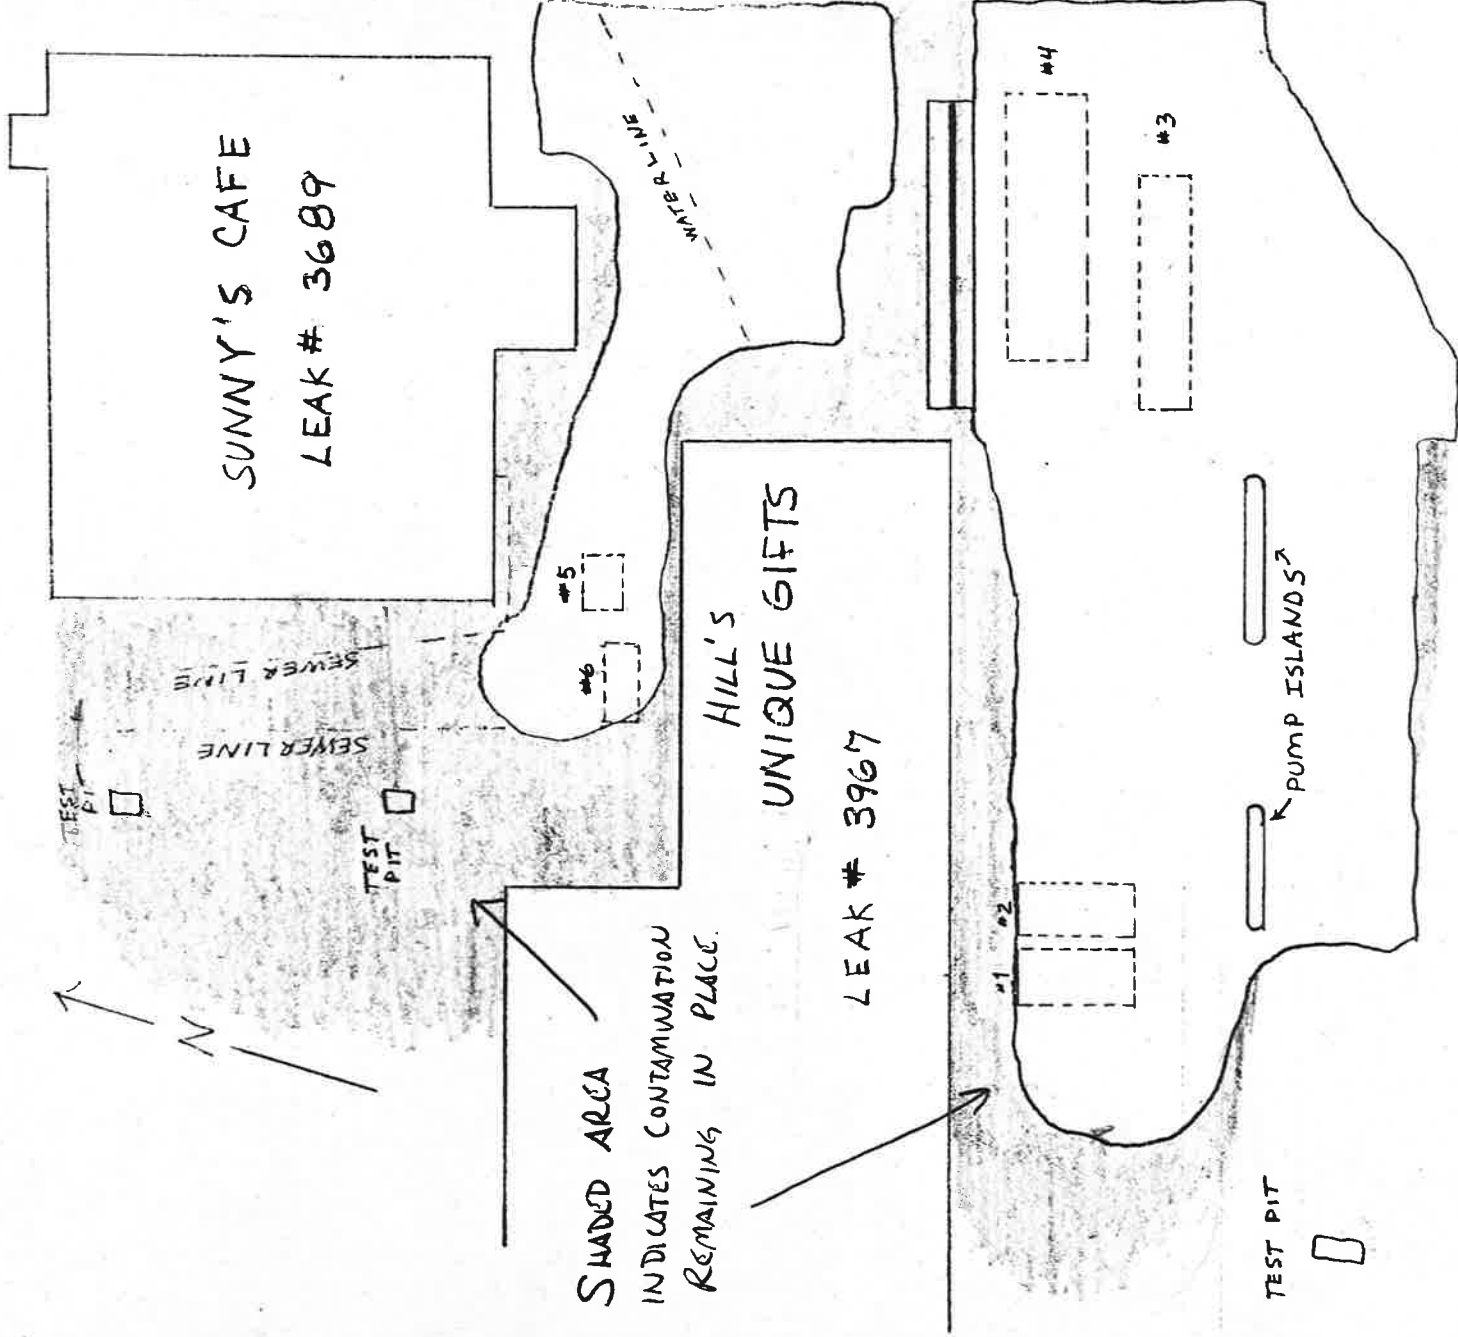 SUNNY'S CAFE
LEAK # 3689
WATER LINE
#4
#3
#5
#6
SEWER LINE
SEWER LINE
TEST
TEST
PIT
HILL'S
UNIQUE GIFTS
LEAK # 3967
N
SHADED AREA
INDICATES CONTAMINATION
REMAINING IN PLACE.
#2
#1
PUMP ISLANDS
TEST PIT